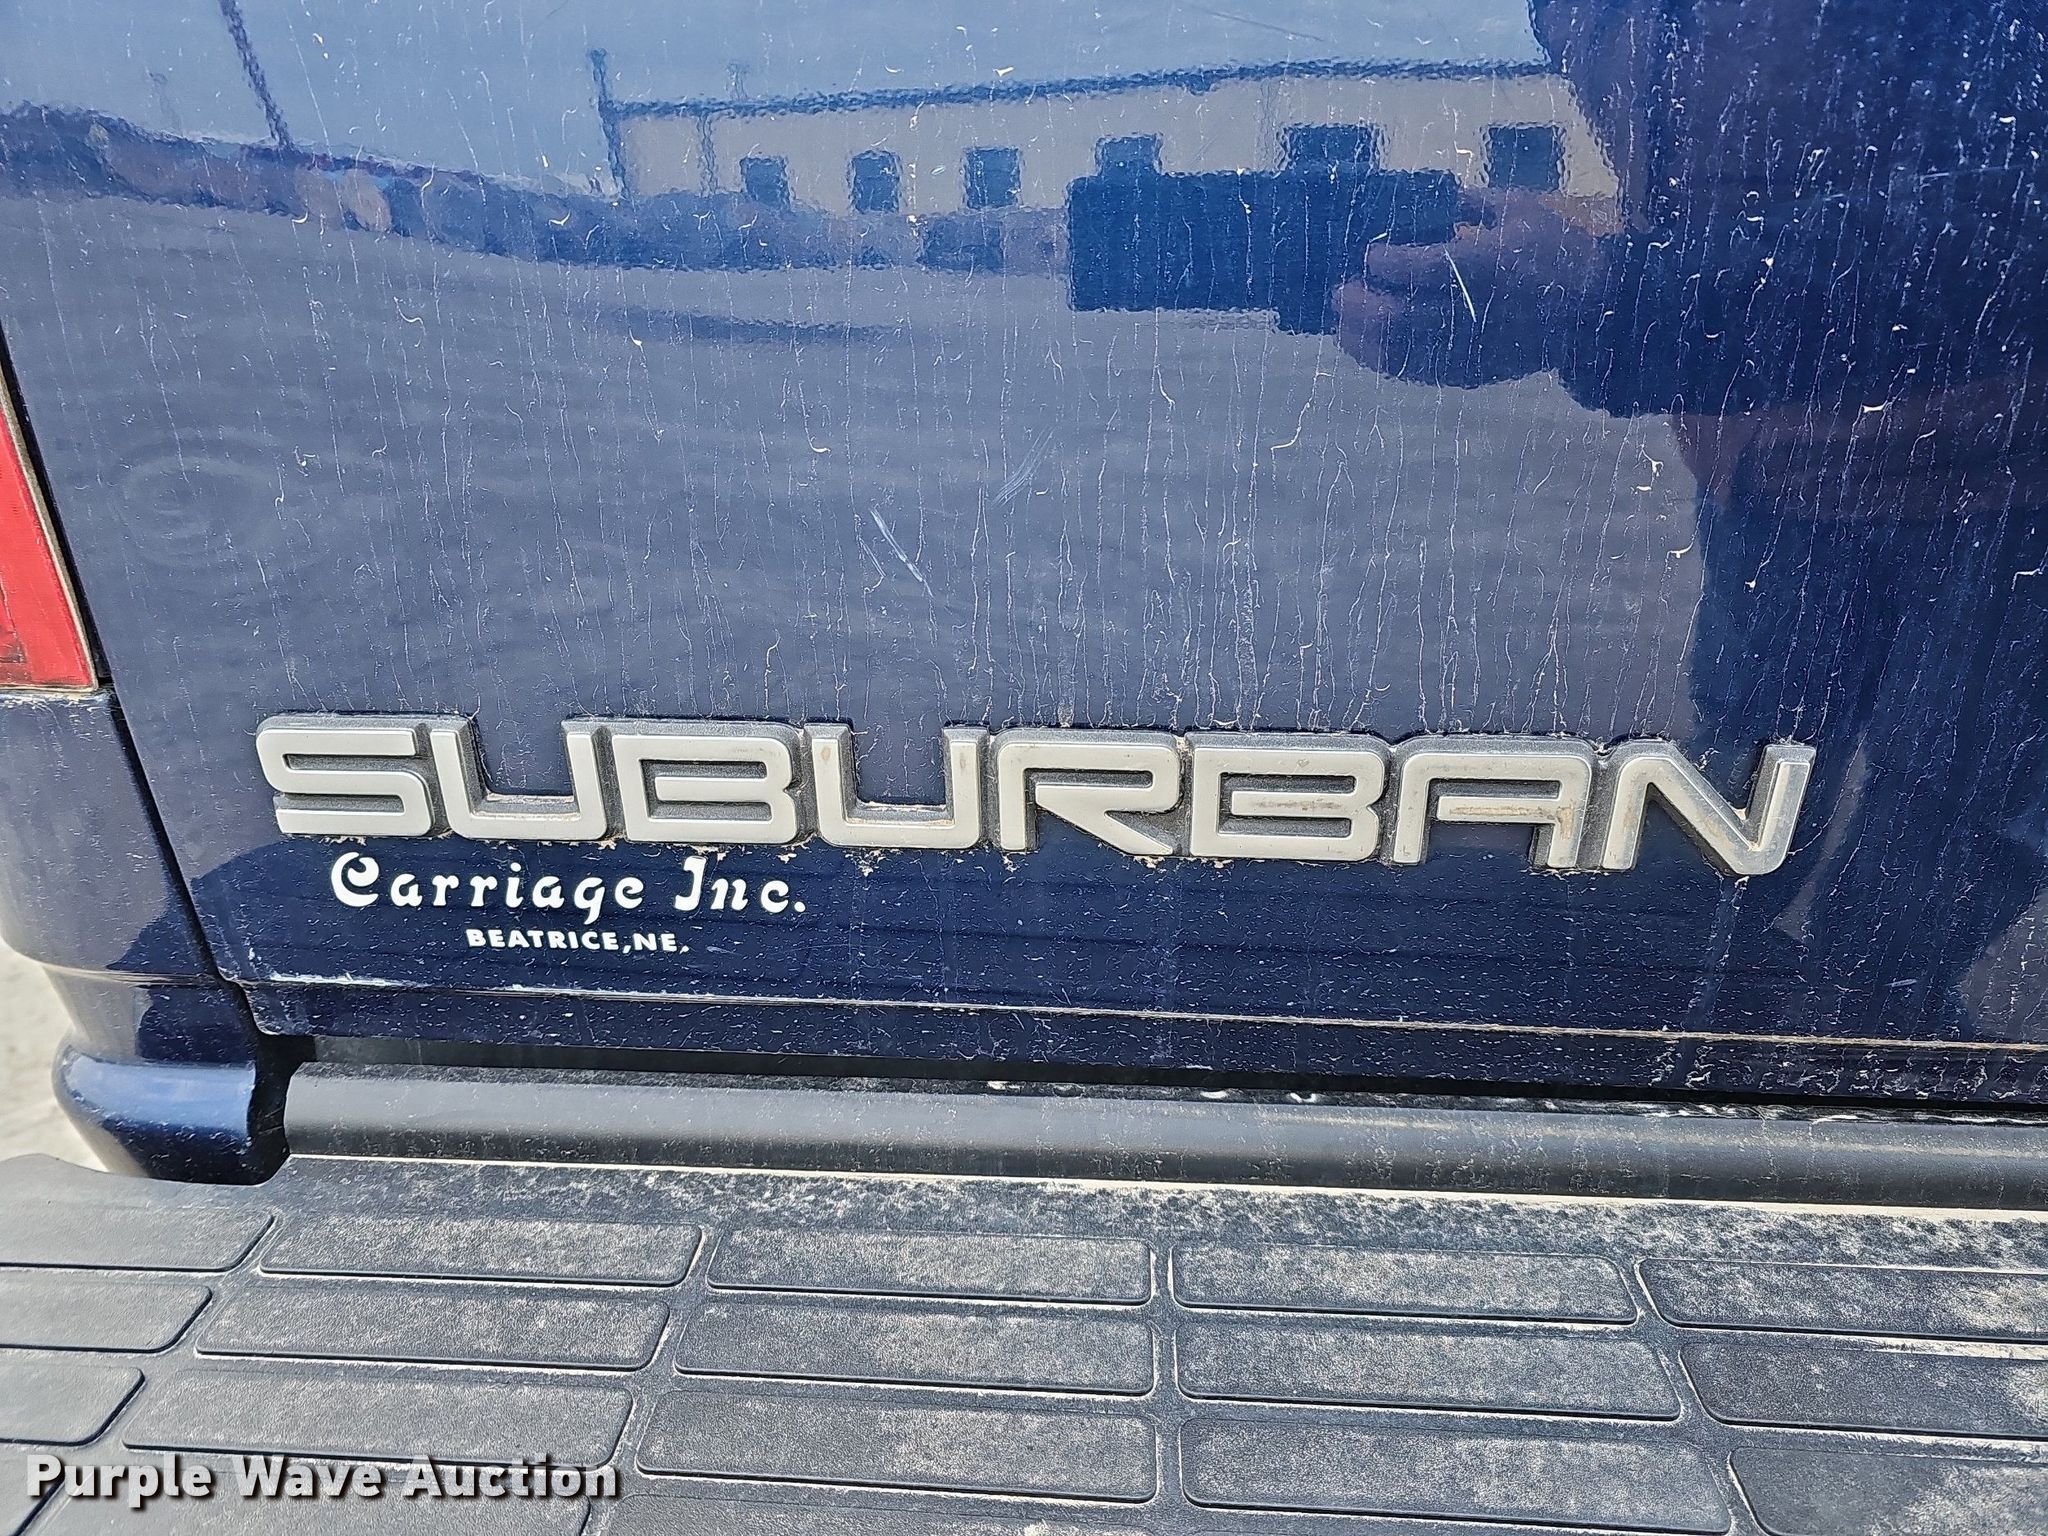 SUBURBAN
Carriage Inc.
BEATRICE, NE.
Purple Wave Auction